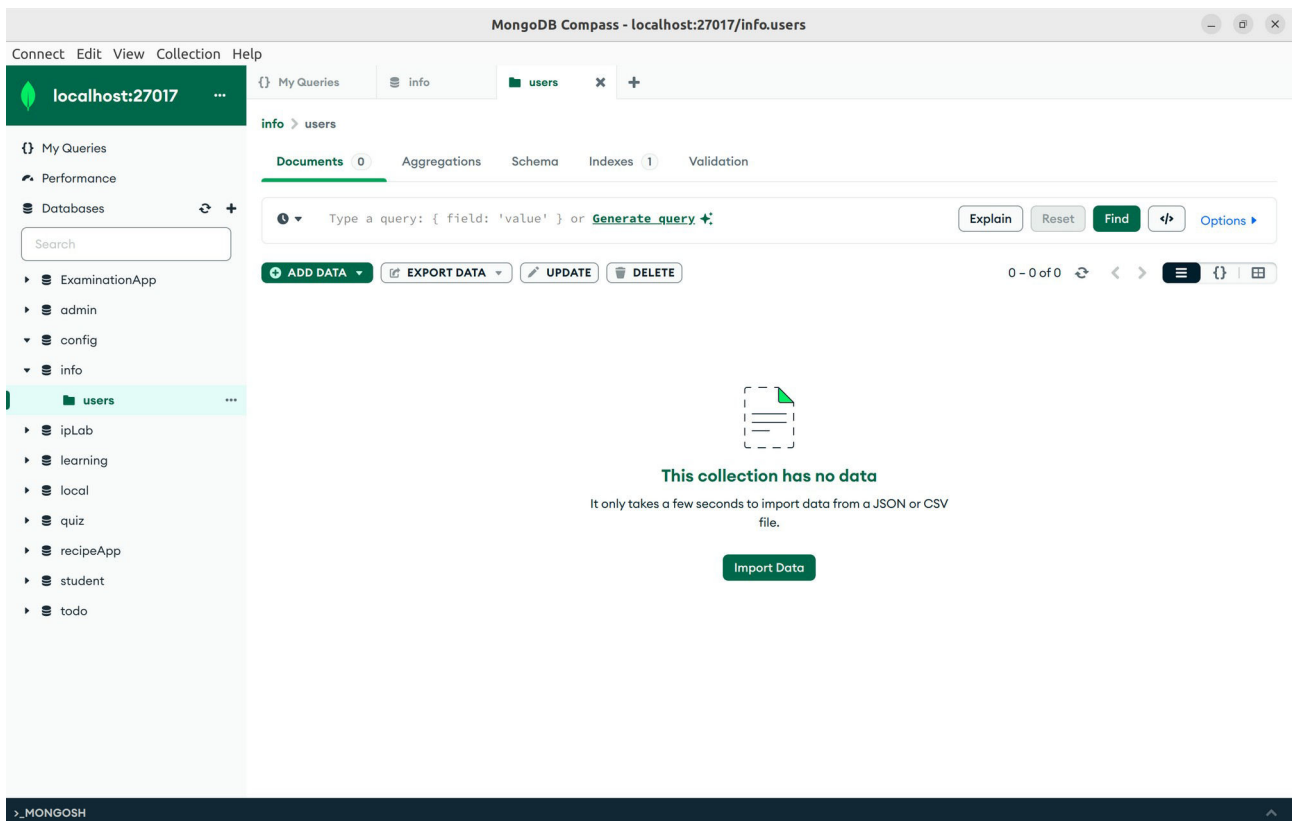 MongoDB Compass - localhost:27017/info.users
Connect Edit View Collection Help
localhost:27017
{} My Queries
Performance
Databases
Search
ExaminationApp
admin
config
info
users
ipLab
learning
local
quiz
recipeApp
student
todo
{} My Queries info users
info > users
Documents 0 Aggregations Schema Indexes 1 Validation
Type a query: { field: 'value' } or Generate query
Explain Reset Find </> Options
ADD DATA EXPORT DATA UPDATE DELETE
0 – 0 of 0 {}
This collection has no data
It only takes a few seconds to import data from a JSON or CSV
file.
Import Data
>_MONGOSH